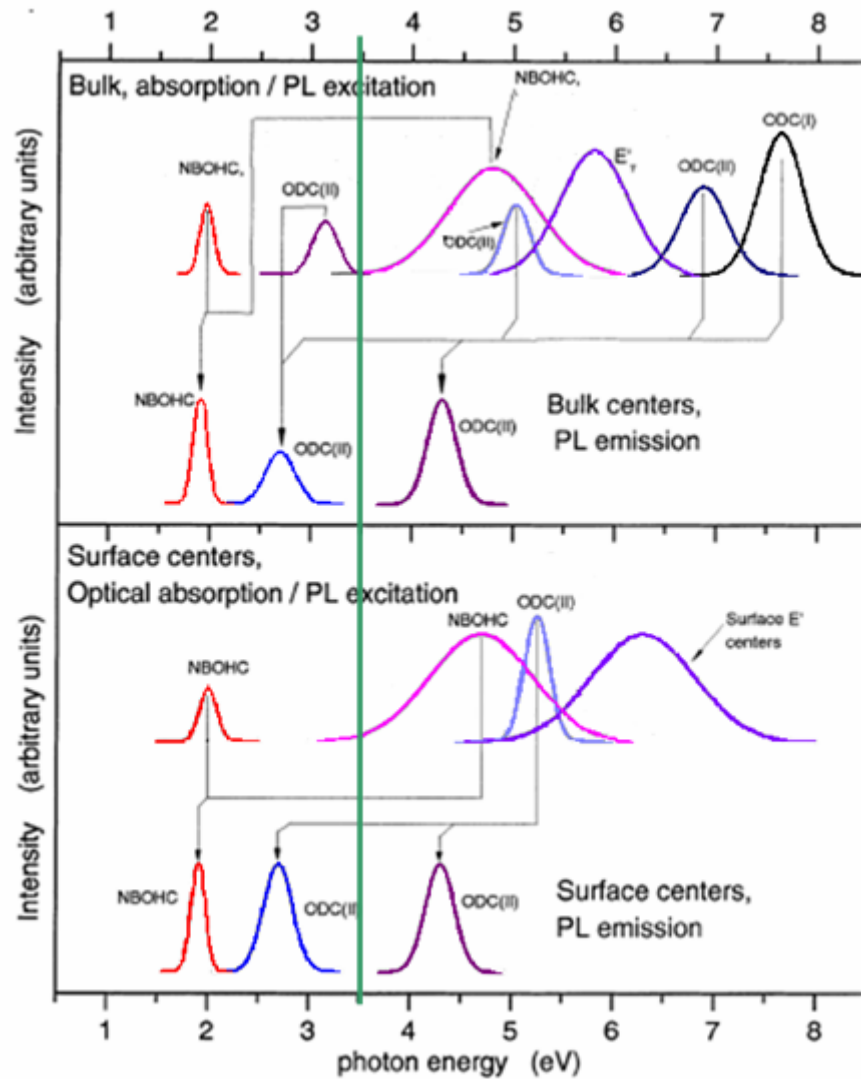 1 2 3 4 5 6 7 8
Bulk, absorption / PL excitation
NBOHC,
ODC(I)
NBOHC,
ODC(II)
E'γ
ODC(II)
ODC(II)
Intensity (arbitrary units)
NBOHC
ODC(II)
ODC(II)
Bulk centers,
PL emission
Surface centers,
Optical absorption / PL excitation
NBOHC
ODC(II)
Surface E'
centers
NBOHC
Intensity (arbitrary units)
NBOHC
ODC(II)
ODC(II)
Surface centers,
PL emission
1 2 3 4 5 6 7 8
photon energy (eV)